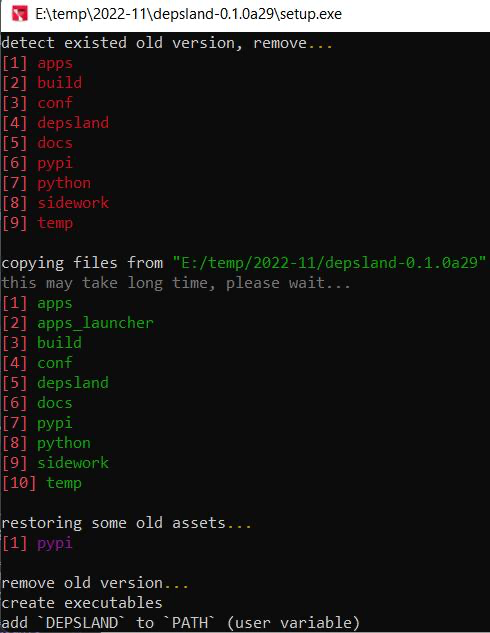 E:\temp\2022-11\depsland-0.1.0a29\setup.exe
detect existed old version, remove...
[1] apps
[2] build
[3] conf
[4] depsland
[5] docs
[6] pypi
[7] python
[8] sidework
[9] temp
copying files from "E:/temp/2022-11/depsland-0.1.0a29"
this may take long time, please wait...
[1] apps
[2] apps_launcher
[3] build
[4] conf
[5] depsland
[6] docs
[7] pypi
[8] python
[9] sidework
[10] temp
restoring some old assets...
[1] pypi
remove old version...
create executables
add `DEPSLAND` to `PATH` (user variable)